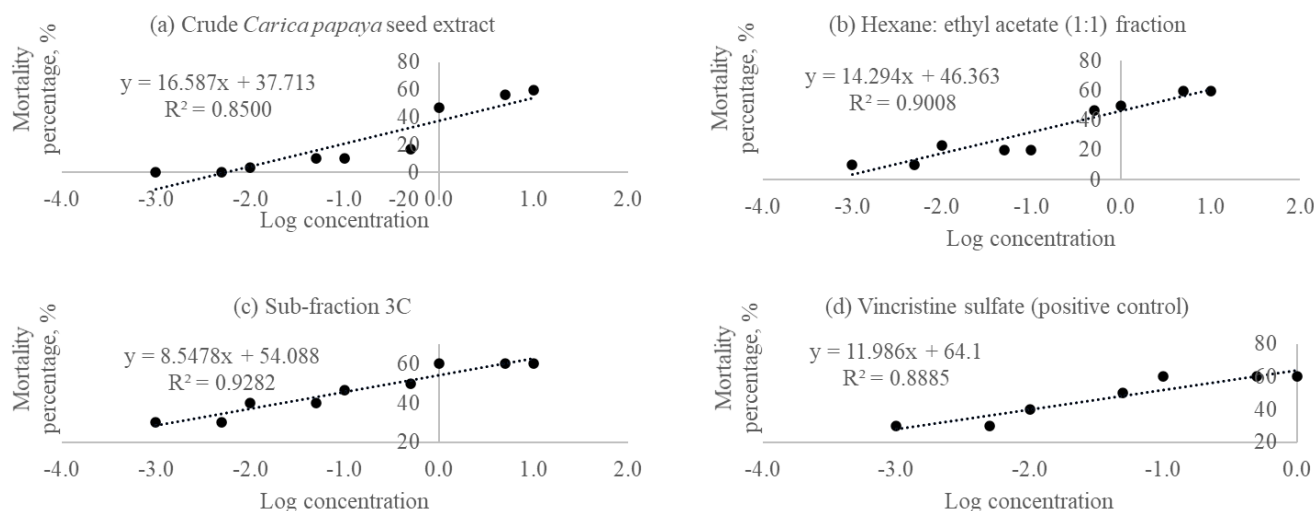 (a) Crude Carica papaya seed extract
Mortality
percentage, %
y = 16.587x + 37.713
R² = 0.8500
80
60
40
20
0
-20
-4.0 -3.0 -2.0 -1.0 0.0 1.0 2.0
Log concentration
(b) Hexane: ethyl acetate (1:1) fraction
Mortality
percentage, %
y = 14.294x + 46.363
R² = 0.9008
80
60
40
20
0
-4.0 -3.0 -2.0 -1.0 0.0 1.0 2.0
Log concentration
(c) Sub-fraction 3C
Mortality
percentage, %
y = 8.5478x + 54.088
R² = 0.9282
60
40
20
-4.0 -3.0 -2.0 -1.0 0.0 1.0 2.0
Log concentration
(d) Vincristine sulfate (positive control)
Mortality
percentage, %
y = 11.986x + 64.1
R² = 0.8885
80
60
40
20
-4.0 -3.0 -2.0 -1.0 0.0
Log concentration